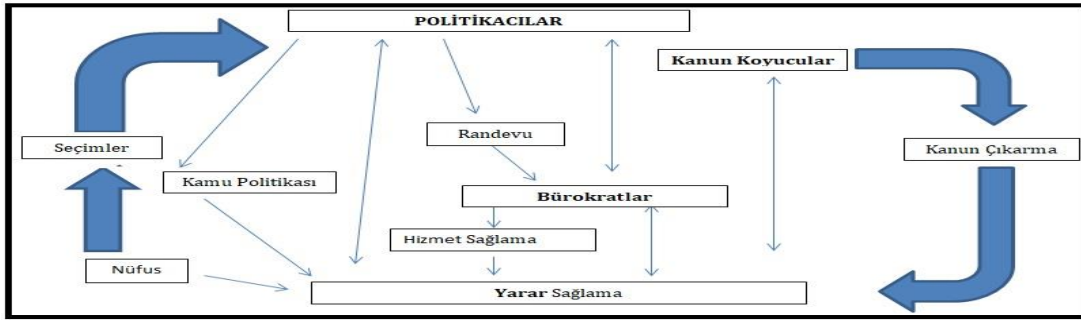 POLİTİKACILAR
Kanun Koyucular
Randevu
Seçimler
Kanun Çıkarma
Kamu Politikası
Bürokratlar
Hizmet Sağlama
Nüfus
Yarar Sağlama